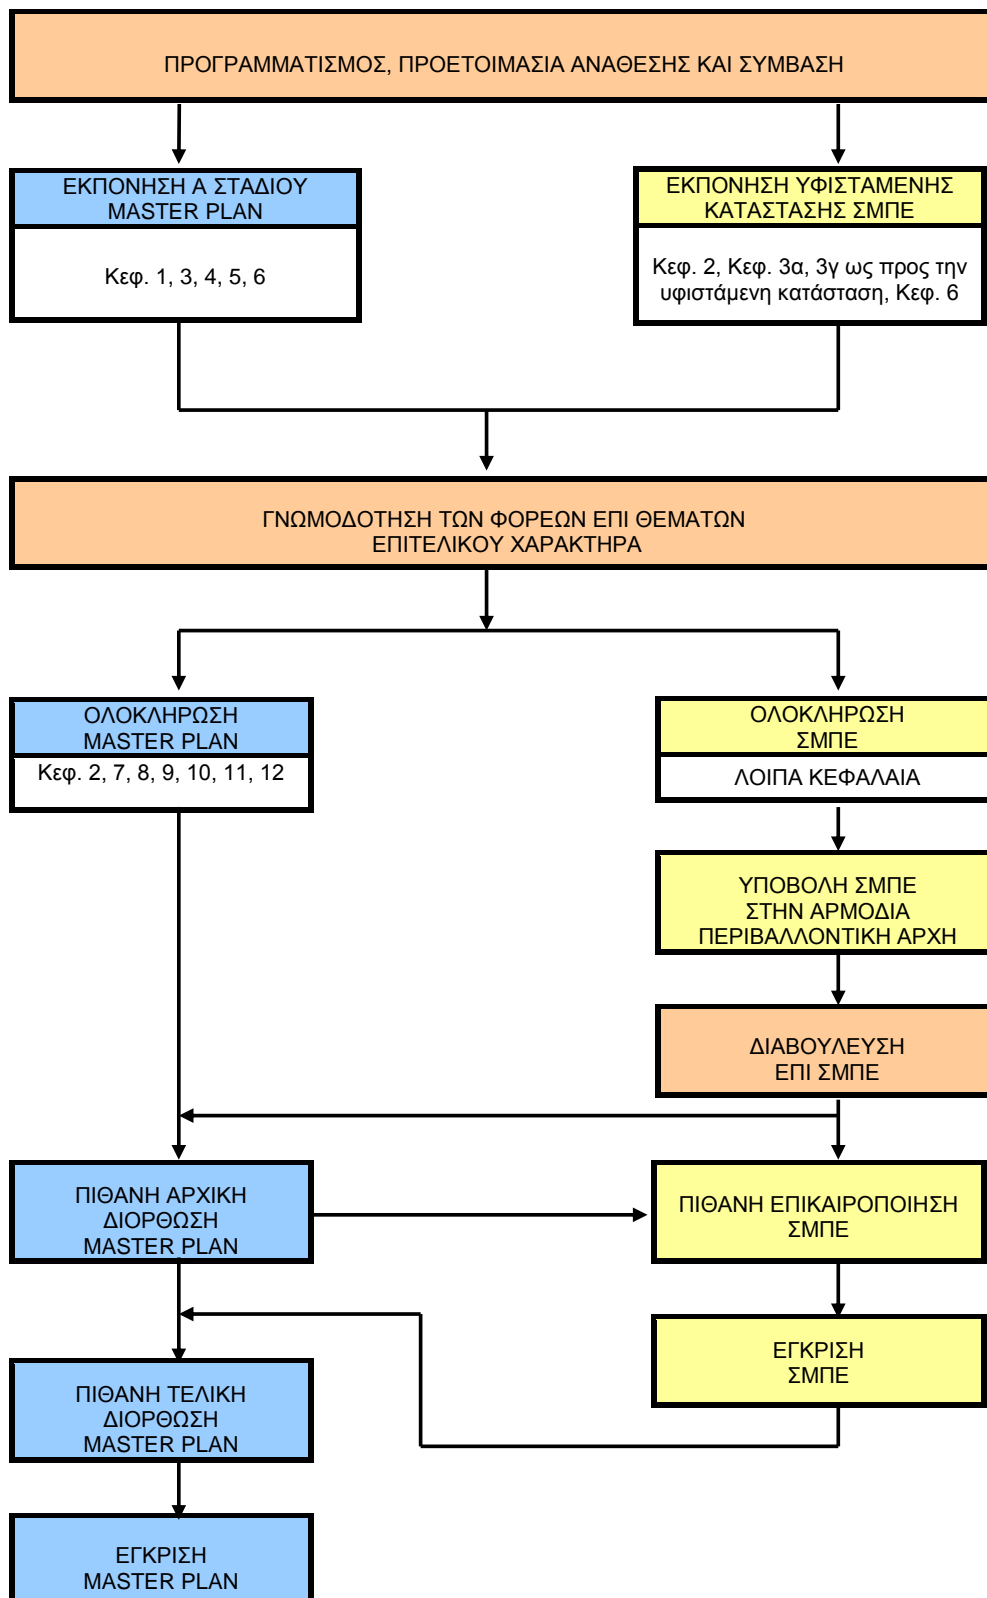 ΠΡΟΓΡΑΜΜΑΤΙΣΜΟΣ, ΠΡΟΕΤΟΙΜΑΣΙΑ ΑΝΑΘΕΣΗΣ ΚΑΙ ΣΥΜΒΑΣΗ
ΕΚΠΟΝΗΣΗ Α ΣΤΑΔΙΟΥ
MASTER PLAN
Κεφ. 1, 3, 4, 5, 6
ΕΚΠΟΝΗΣΗ ΥΦΙΣΤΑΜΕΝΗΣ
ΚΑΤΑΣΤΑΣΗΣ ΣΜΠΕ
Κεφ. 2, Κεφ. 3α, 3γ ως προς την
υφιστάμενη κατάσταση, Κεφ. 6
ΓΝΩΜΟΔΟΤΗΣΗ ΤΩΝ ΦΟΡΕΩΝ ΕΠΙ ΘΕΜΑΤΩΝ
ΕΠΙΤΕΛΙΚΟΥ ΧΑΡΑΚΤΗΡΑ
ΟΛΟΚΛΗΡΩΣΗ
MASTER PLAN
Κεφ. 2, 7, 8, 9, 10, 11, 12
ΟΛΟΚΛΗΡΩΣΗ
ΣΜΠΕ
ΛΟΙΠΑ ΚΕΦΑΛΑΙΑ
ΥΠΟΒΟΛΗ ΣΜΠΕ
ΣΤΗΝ ΑΡΜΟΔΙΑ
ΠΕΡΙΒΑΛΛΟΝΤΙΚΗ ΑΡΧΗ
ΔΙΑΒΟΥΛΕΥΣΗ
ΕΠΙ ΣΜΠΕ
ΠΙΘΑΝΗ ΑΡΧΙΚΗ
ΔΙΟΡΘΩΣΗ
MASTER PLAN
ΠΙΘΑΝΗ ΕΠΙΚΑΙΡΟΠΟΙΗΣΗ
ΣΜΠΕ
ΕΓΚΡΙΣΗ
ΣΜΠΕ
ΠΙΘΑΝΗ ΤΕΛΙΚΗ
ΔΙΟΡΘΩΣΗ
MASTER PLAN
ΕΓΚΡΙΣΗ
MASTER PLAN